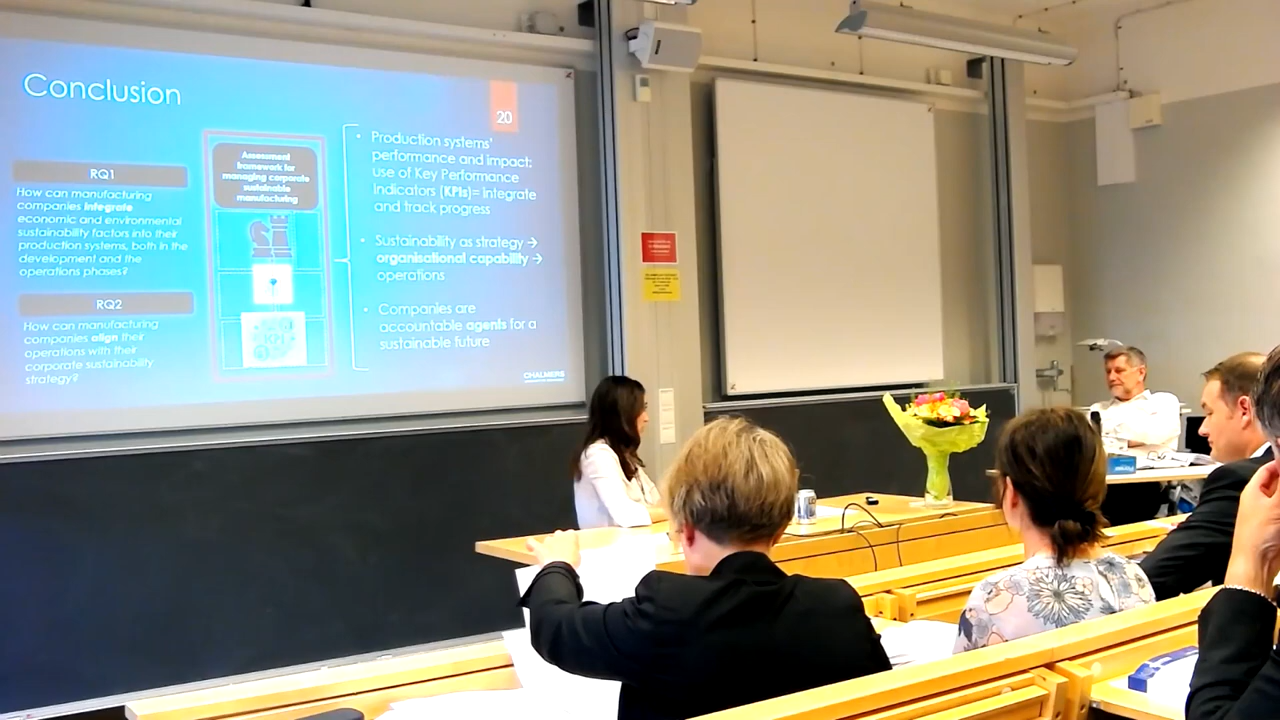 Conclusion
20
RQ1
How can manufacturing
companies integrate
economic and environmental
sustainability factors into their
production systems, both in the
development and the
operations phases?
RQ2
How can manufacturing
companies align their
operations with their
corporate sustainability
strategy?
Assessment
framework for
managing corporate
sustainable
manufacturing
• Production systems'
performance and impact:
use of Key Performance
Indicators (KPIs)= integrate
and track progress
• Sustainability as strategy →
organisational capability →
operations
• Companies are
accountable agents for a
sustainable future
CHALMERS